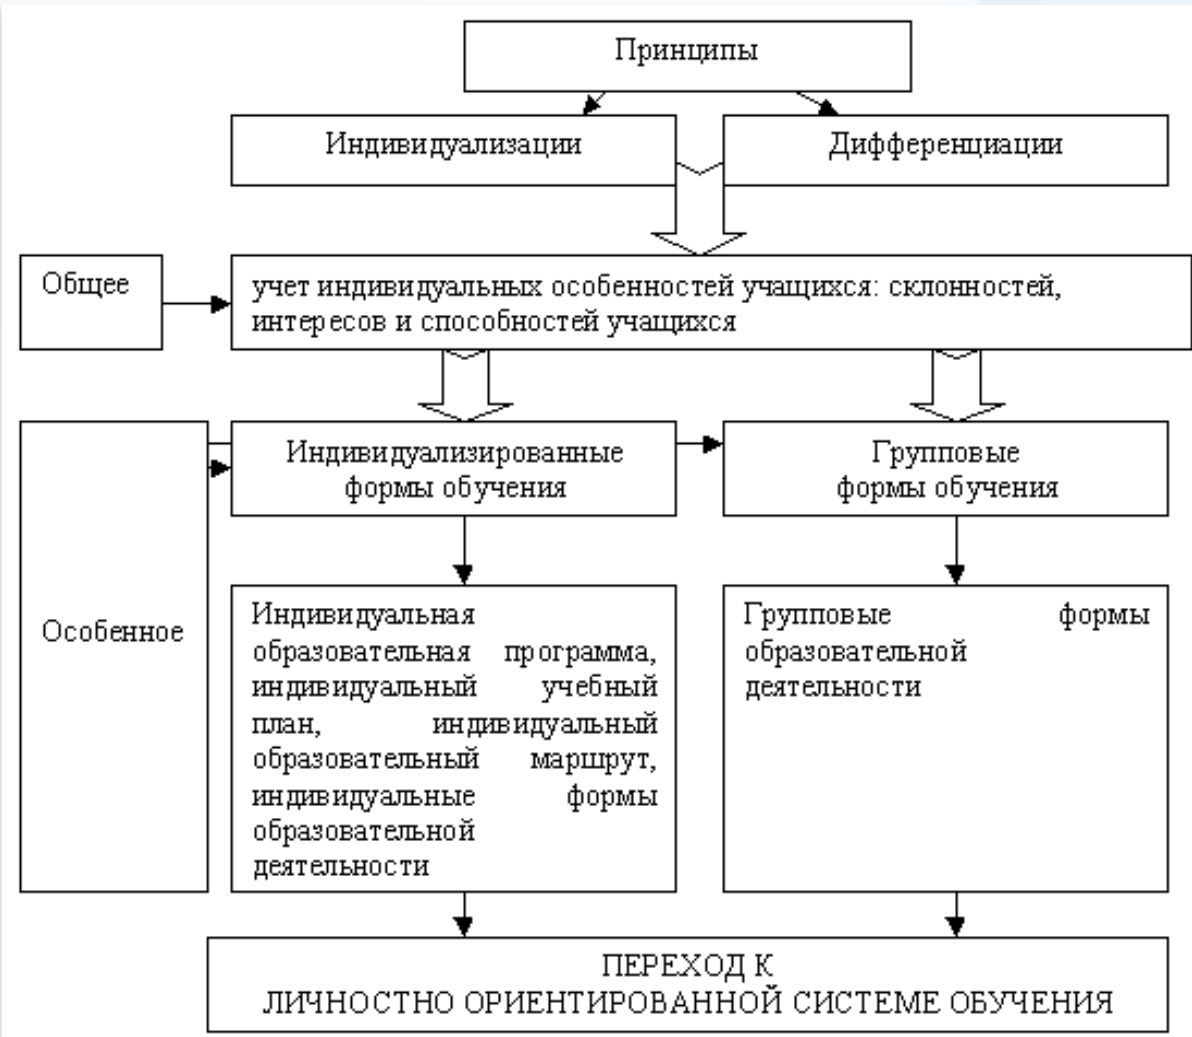 Принципы
Индивидуализации
Дифференциации
Общее
учет индивидуальных особенностей учащихся: склонностей,
интересов и способностей учащихся
Индивидуализированные
формы обучения
Групповые
формы обучения
Особенное
Индивидуальная
образовательная программа,
индивидуальный учебный
план, индивидуальный
образовательный маршрут,
индивидуальные формы
образовательной
деятельности
Групповые формы
образовательной
деятельности
ПЕРЕХОД К
ЛИЧНОСТНО ОРИЕНТИРОВАННОЙ СИСТЕМЕ ОБУЧЕНИЯ